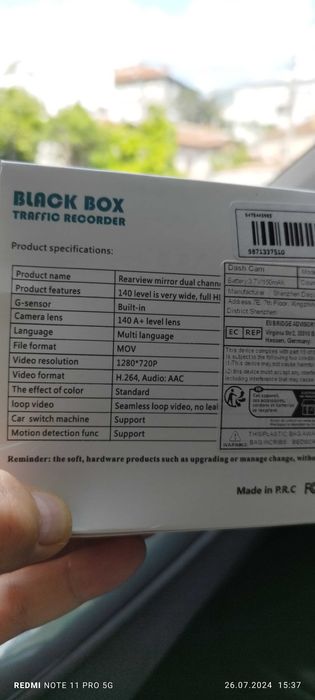 BLACK BOX
TRAFFIC RECORDER
Product specifications:
Product name Rearview mirror dual chann
Product features 140 level is very wide, full H
G-sensor Built-in
Camera lens 140 A+ level lens
Language Multi language
File format MOV
Video resolution 1280*720P
Video format H.264, Audio: AAC
The effect of color Standard
loop video Seamless loop video, no lea
Car switch machine Support
Motion detection func Support
Reminder: the soft, hardware products such as upgrading or manage change, witho
Made in P.R.C
5871337510
Dash Cam
EC REP
Hessen, Germany
REDMI NOTE 11 PRO 5G
26.07.2024 15:37